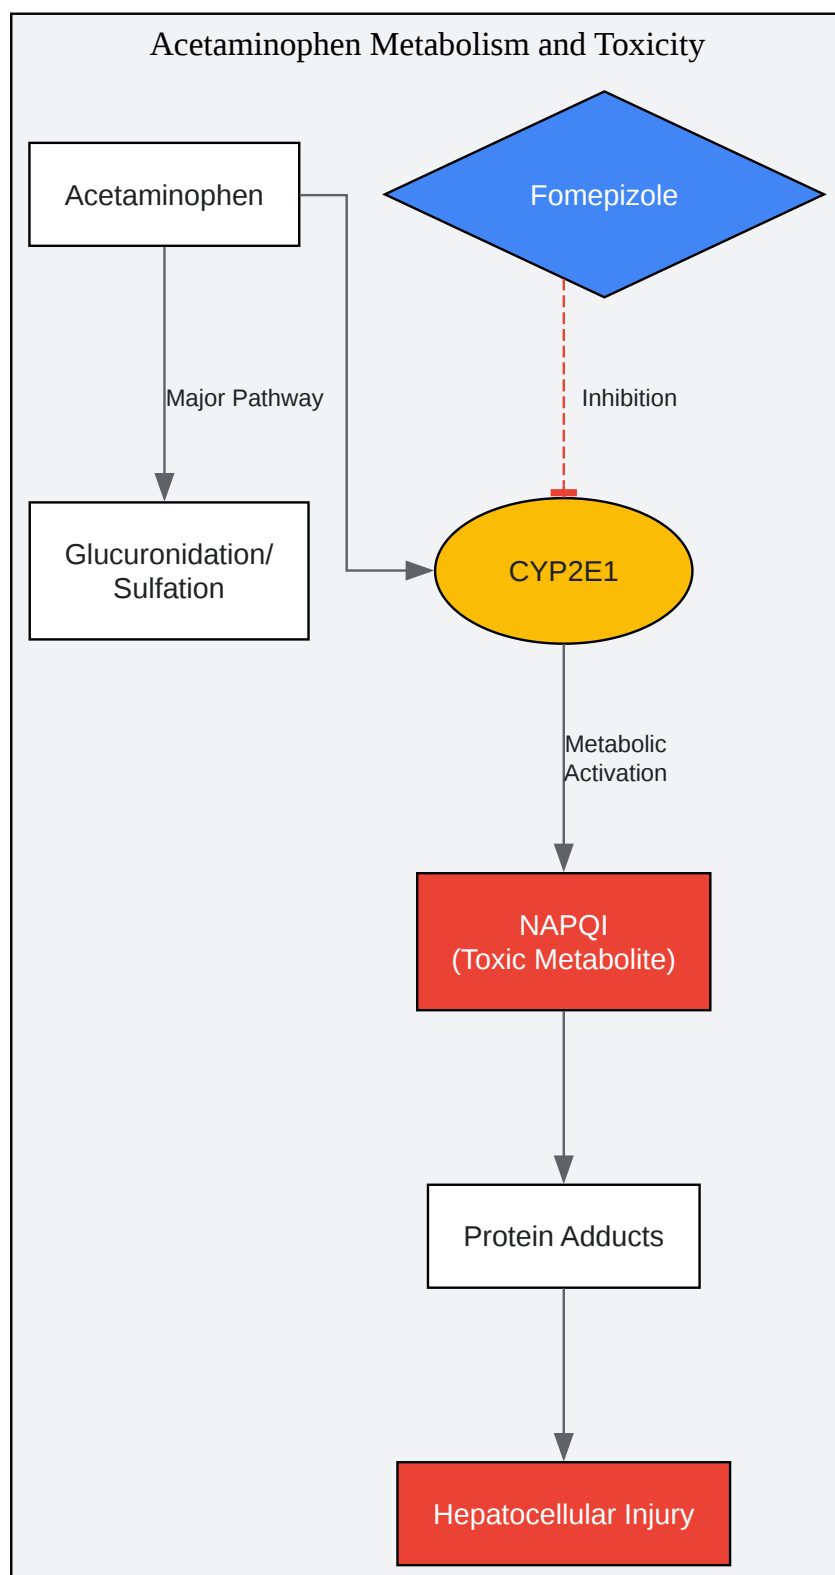 Acetaminophen Metabolism and Toxicity
Acetaminophen
Fomepizole
Major Pathway
Inhibition
Glucuronidation/
Sulfation
CYP2E1
Metabolic
Activation
NAPQI
(Toxic Metabolite)
Protein Adducts
Hepatocellular Injury